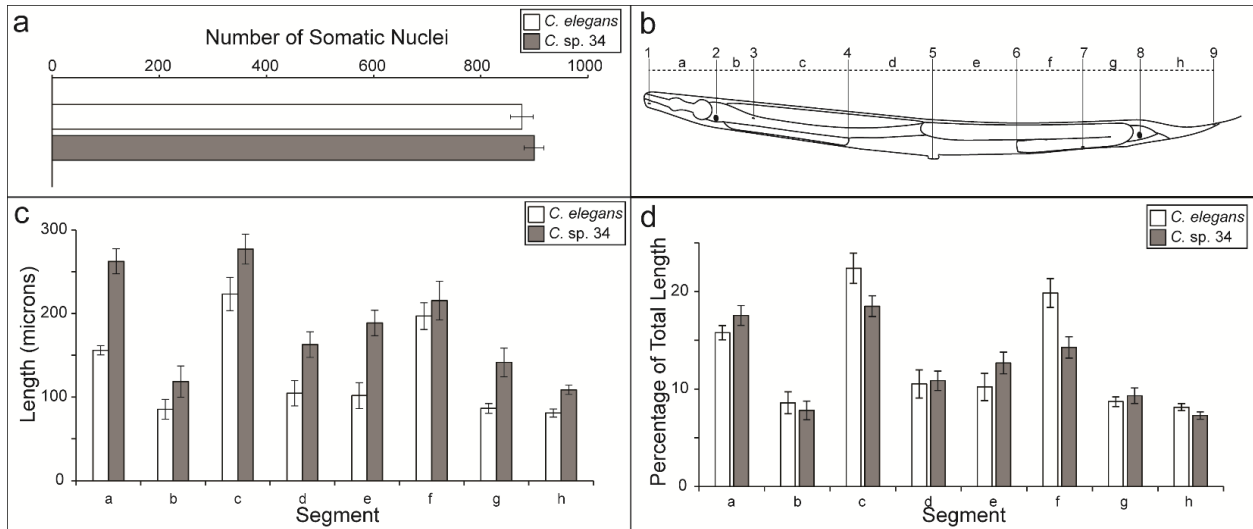 a
Number of Somatic Nuclei
C. elegans
C. sp. 34
0 200 400 600 800 1000
b
1 2 3 4 5 6 7 8 9
a b c d e f g h
c
C. elegans
C. sp. 34
Length (microns)
300
200
100
0
a b c d e f g h
Segment
d
C. elegans
C. sp. 34
Percentage of Total Length
20
10
0
a b c d e f g h
Segment